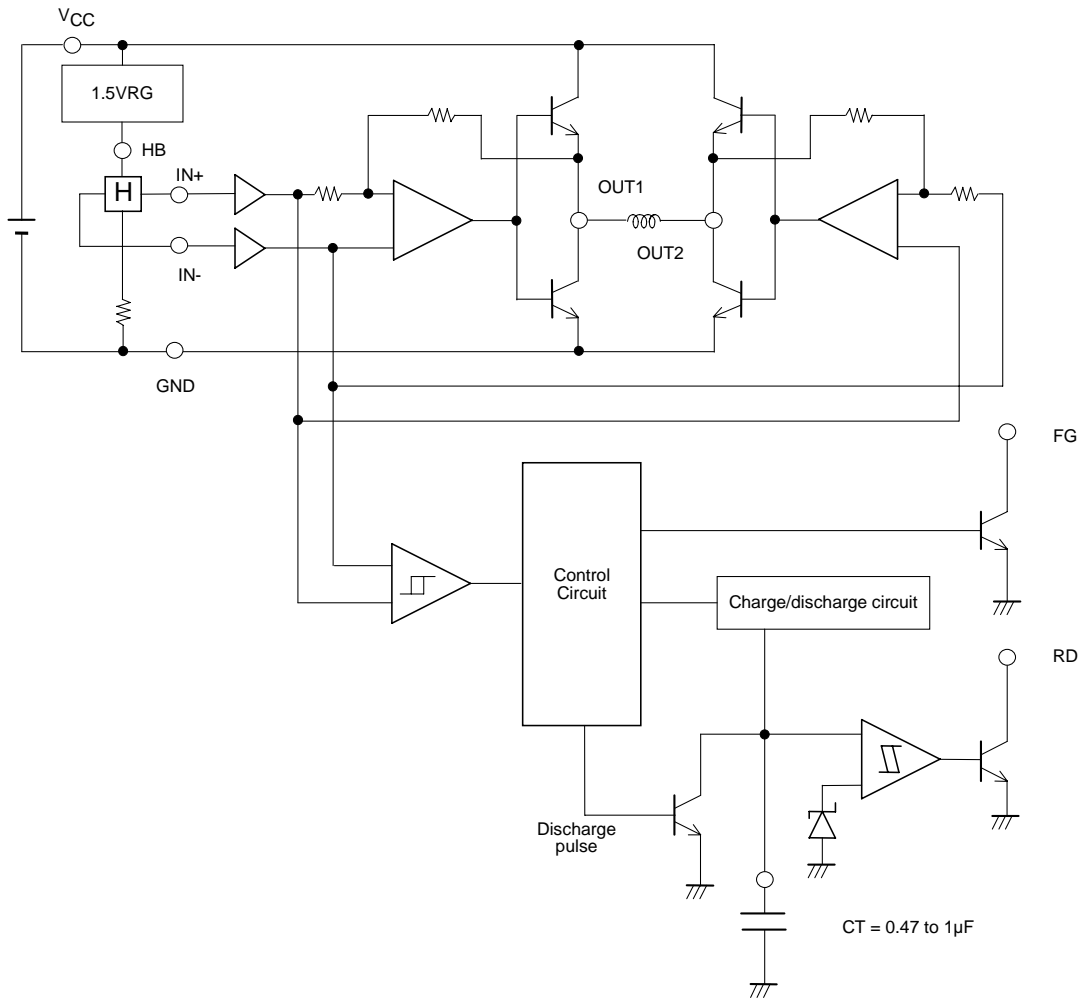 VCC
1.5VRG
HB
IN+
H
OUT1
OUT2
IN-
GND
FG
Control
Circuit
Charge/discharge circuit
RD
Discharge
pulse
CT = 0.47 to 1µF